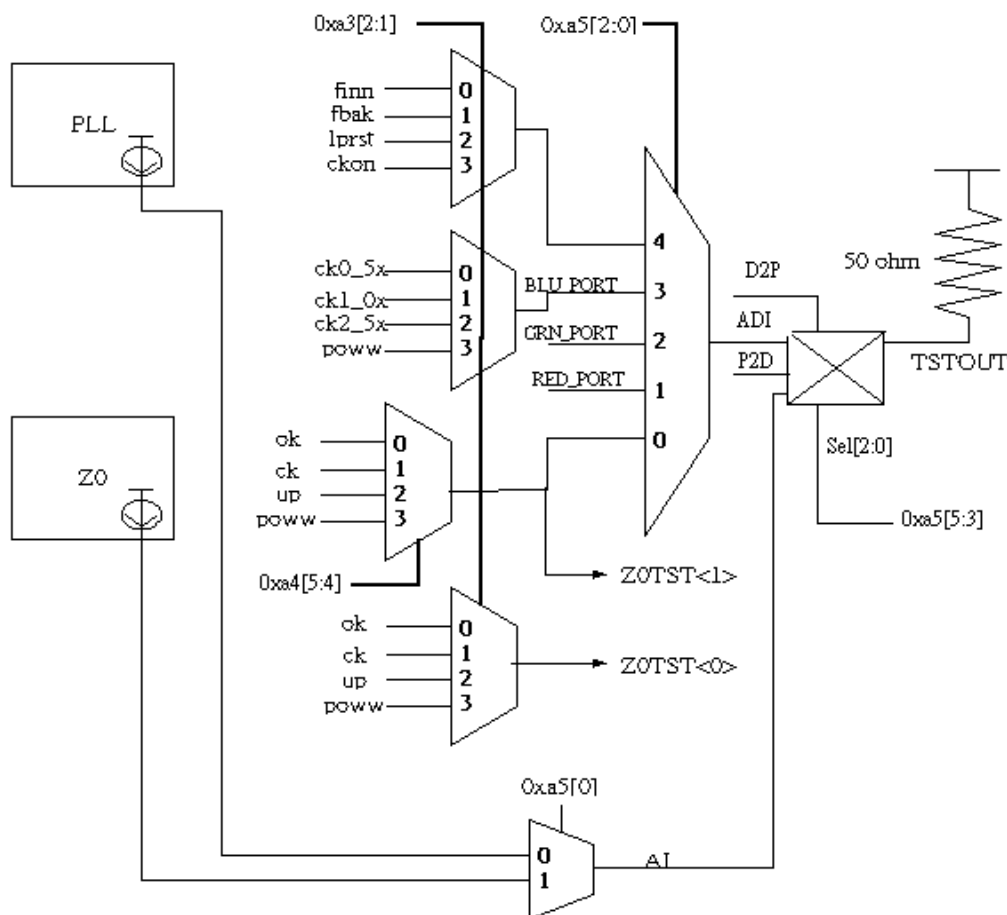 0xa3[2:1]
0xa5[2:0]
PLL
finn
fbak
lprst
ckon
0
1
2
3
ck0_5x
ck1_0x
ck2_5x
poww
0
1
2
3
BLU_PORT
GRN_PORT
RED_PORT
4
3
2
1
0
D2P
ADI
P2D
50 ohm
TSTOUT
Sel[2:0]
0xa5[5:3]
Z0
ok
ck
up
poww
0
1
2
3
0xa4[5:4]
Z0TST<1>
ok
ck
up
poww
0
1
2
3
Z0TST<0>
0xa5[0]
0
1
AI